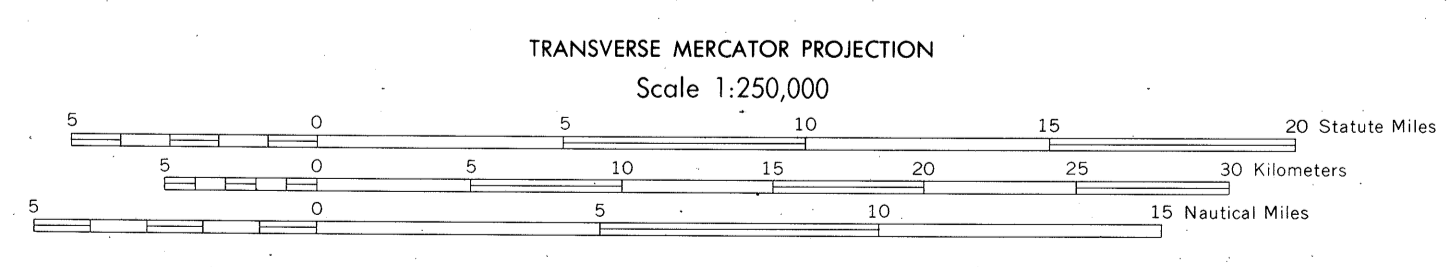 TRANSVERSE MERCATOR PROJECTION
Scale 1:250,000
5 0 5 10 15 20 Statute Miles
5 0 5 10 15 20 25 30 Kilometers
5 0 5 10 15 Nautical Miles